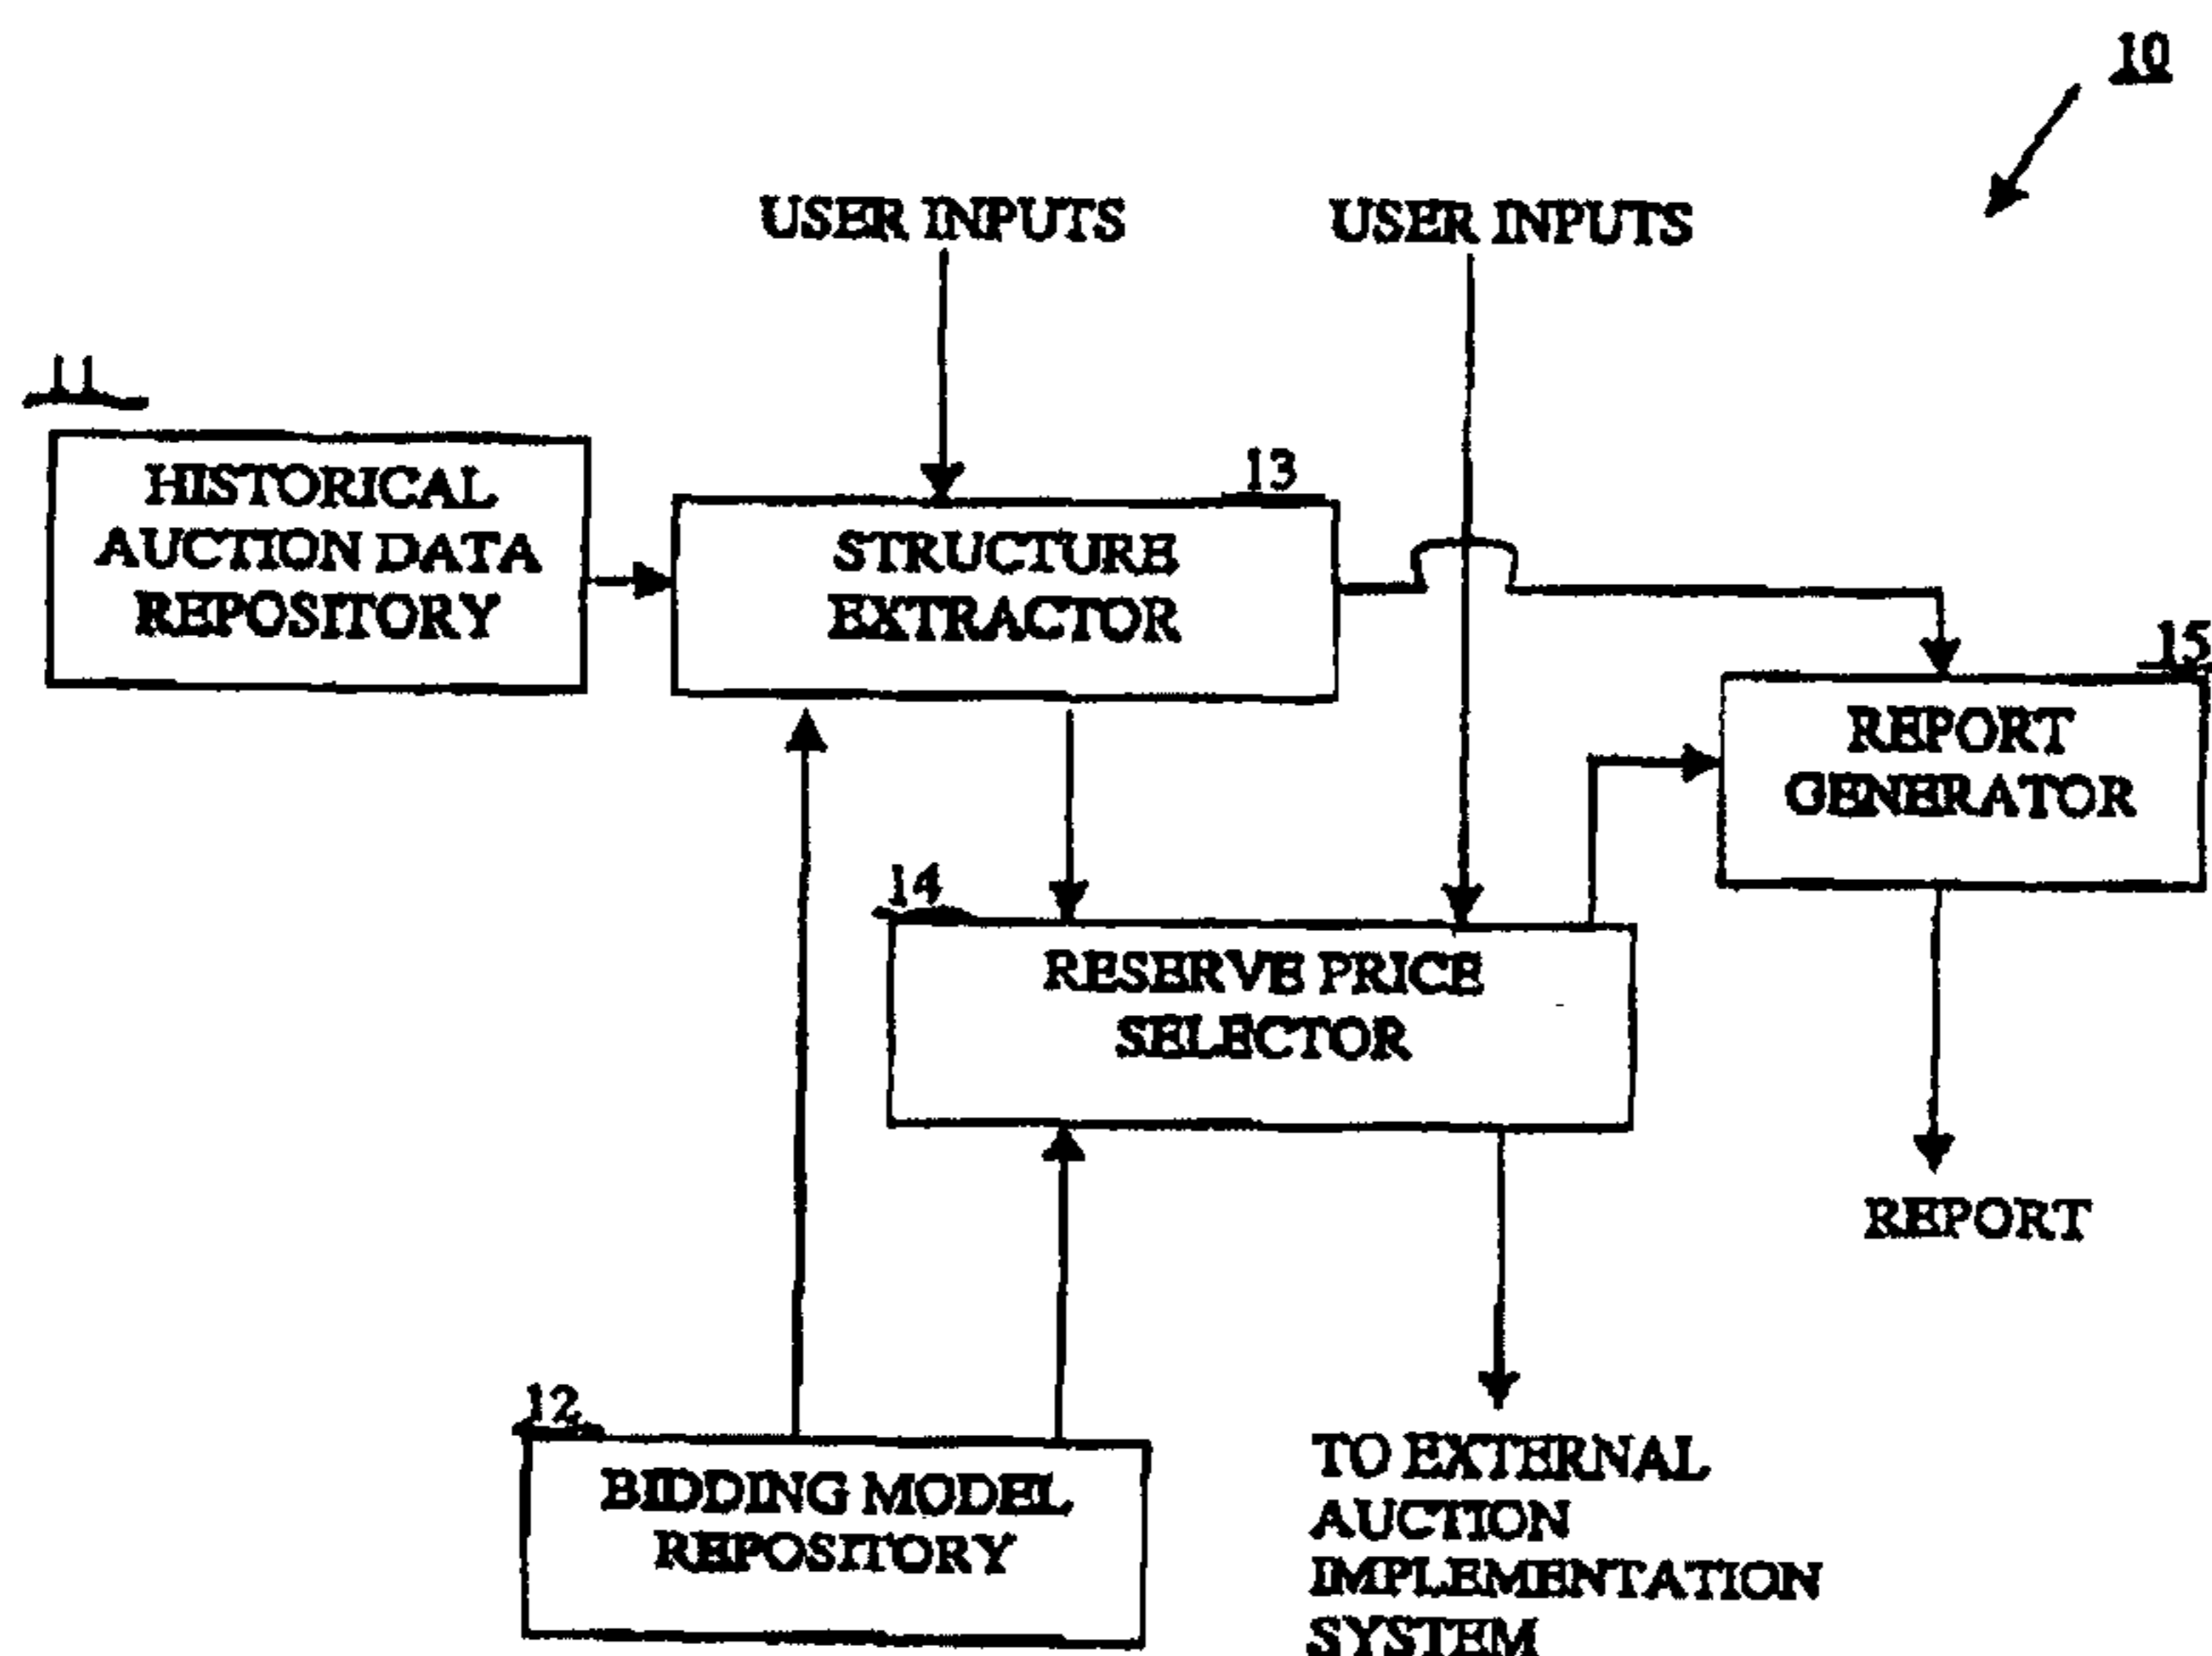 10
USER INPUTS
USER INPUTS
11
HISTORICAL
AUCTION DATA
REPOSITORY
13
STRUCTURE
EXTRACTOR
15
REPORT
GENERATOR
14
RESERVE PRICE
SELECTOR
REPORT
12
BIDDING MODEL
REPOSITORY
TO EXTERNAL
AUCTION
IMPLEMENTATION
SYSTEM